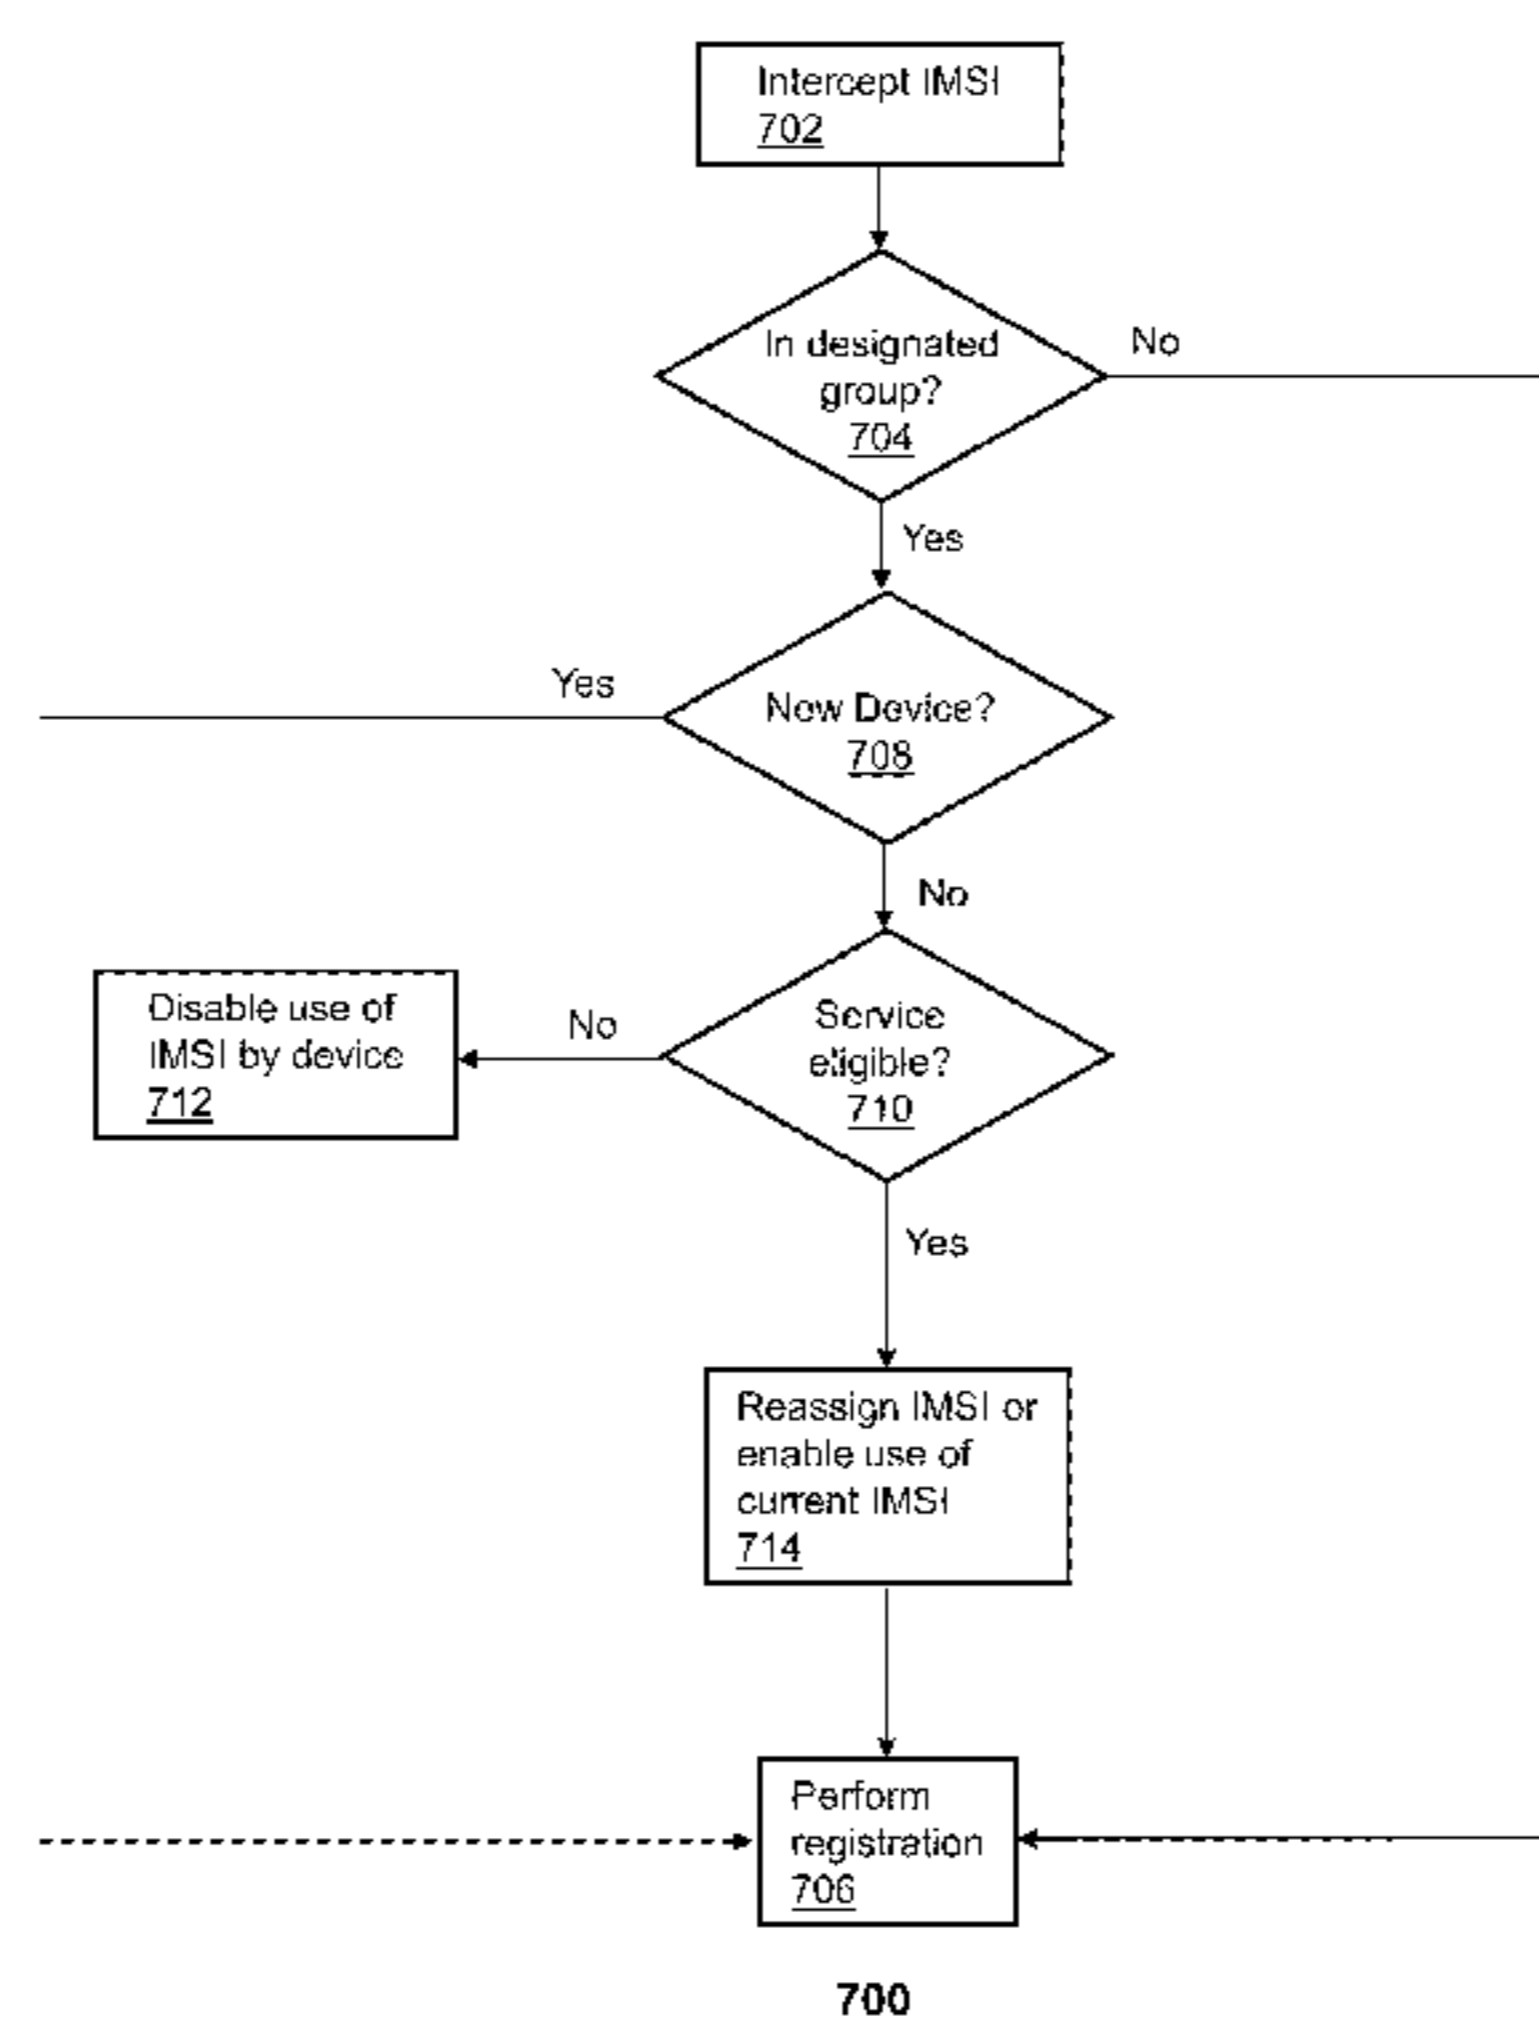 Intercept IMSI
702
In designated
group?
704
No
Yes
Yes
New Device?
708
No
Disable use of
IMSI by device
712
No
Service
eligible?
710
Yes
Reassign IMSI or
enable use of
current IMSI
714
Perform
registration
706
700